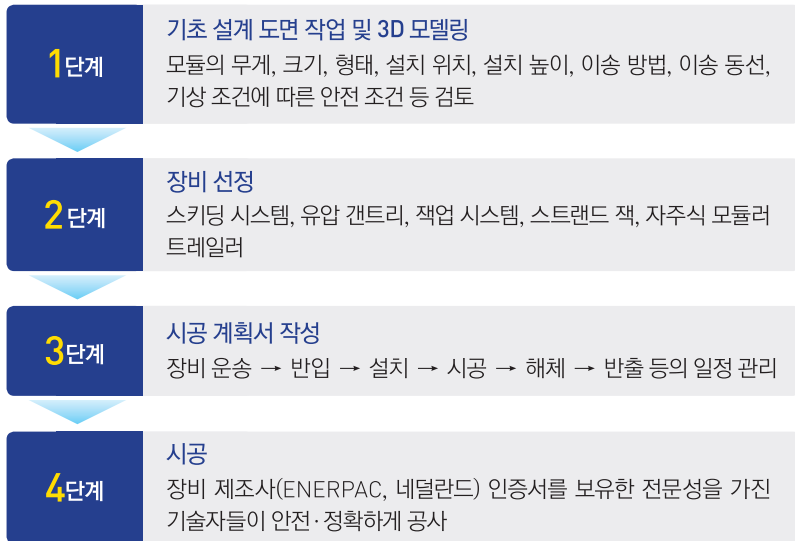 1단계
기초 설계 도면 작업 및 3D 모델링
모듈의 무게, 크기, 형태, 설치 위치, 설치 높이, 이송 방법, 이송 동선,
기상 조건에 따른 안전 조건 등 검토
2단계
장비 선정
스키딩 시스템, 유압 갠트리, 잭업 시스템, 스트랜드 잭, 자주식 모듈러
트레일러
3단계
시공 계획서 작성
장비 운송 → 반입 → 설치 → 시공 → 해체 → 반출 등의 일정 관리
4단계
시공
장비 제조사(ENERPAC, 네덜란드) 인증서를 보유한 전문성을 가진
기술자들이 안전·정확하게 공사